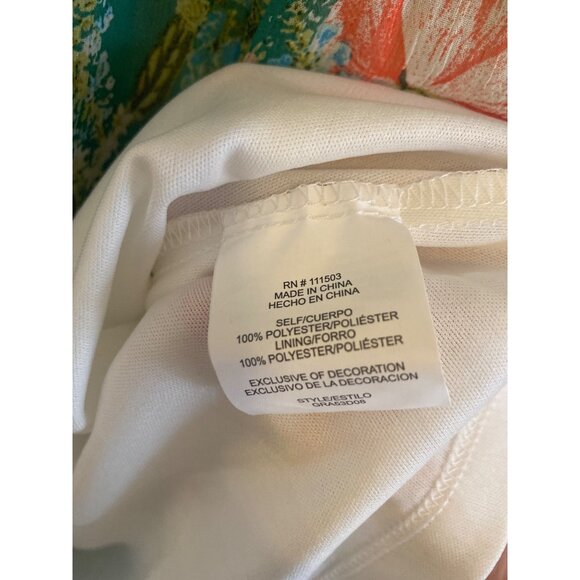 RN # 111503
MADE IN CHINA
HECHO EN CHINA
SELF/CUERPO
100% POLYESTER/POLIÉSTER
LINING/FORRO
100% POLYESTER/POLIÉSTER
EXCLUSIVE OF DECORATION
EXCLUSIVO DE LA DECORACION
STYLE/ESTILO
GRA53D08